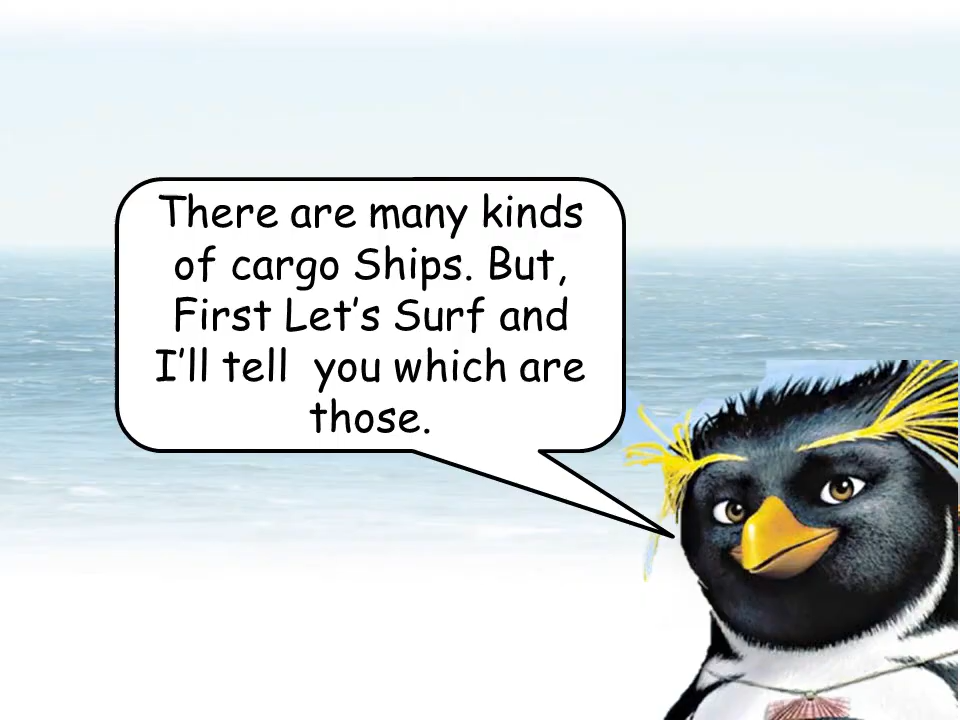 There are many kinds
of cargo Ships. But,
First Let's Surf and
I'll tell  you which are
those.